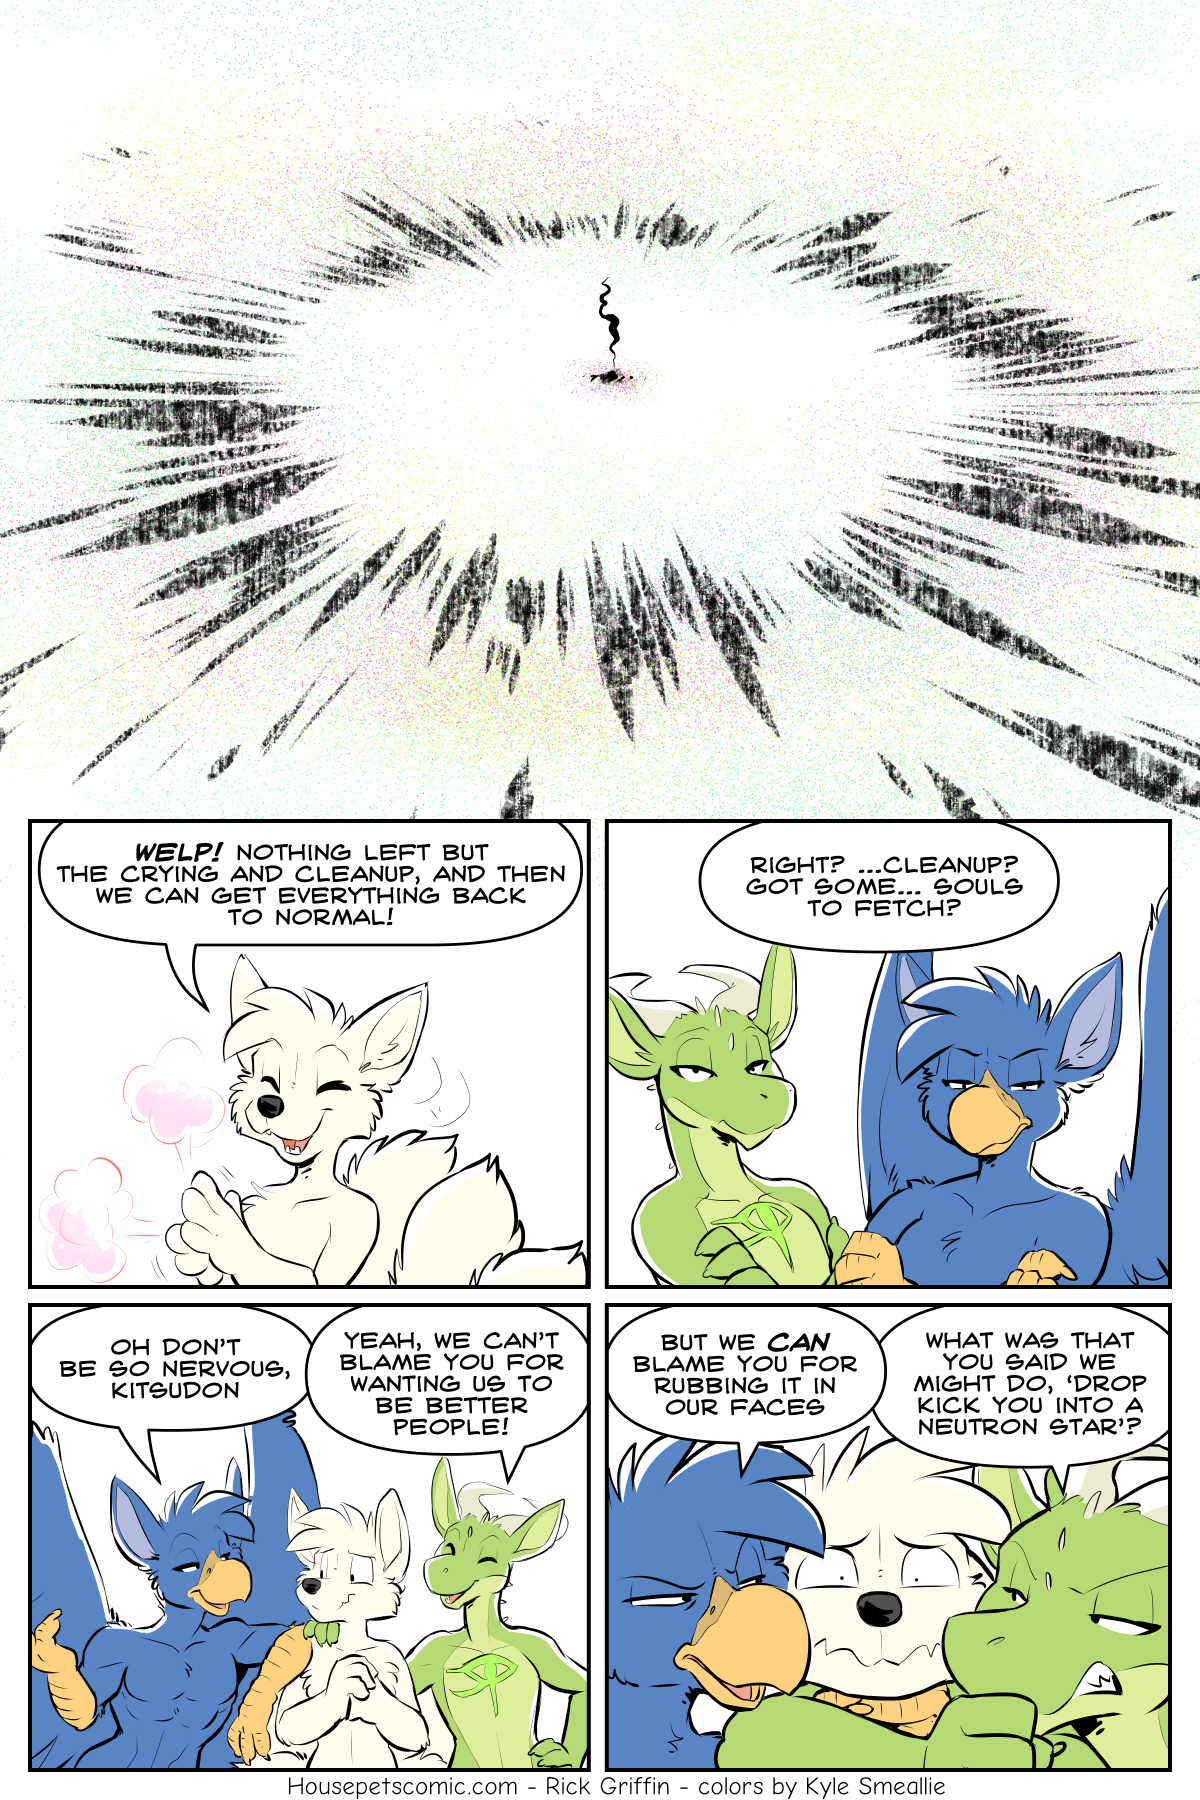 WELP! NOTHING LEFT BUT
THE CRYING AND CLEANUP, AND THEN
WE CAN GET EVERYTHING BACK
TO NORMAL!
RIGHT? ...CLEANUP?
GOT SOME... SOULS
TO FETCH?
OH DON'T
BE SO NERVOUS,
KITSUDON
YEAH, WE CAN'T
BLAME YOU FOR
WANTING US TO
BE BETTER
PEOPLE!
BUT WE CAN
BLAME YOU FOR
RUBBING IT IN
OUR FACES
WHAT WAS THAT
YOU SAID WE
MIGHT DO, 'DROP
KICK YOU INTO A
NEUTRON STAR'?
Housepetscomic.com - Rick Griffin - colors by Kyle Smeallie